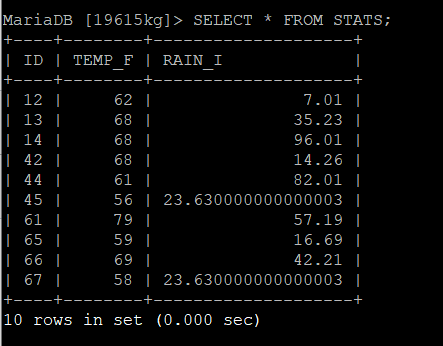 MariaDB [19615kg]> SELECT * FROM STATS;
+----+--------+--------------------+
| ID | TEMP_F | RAIN_I             |
+----+--------+--------------------+
| 12 |     62 |               7.01 |
| 13 |     68 |              35.23 |
| 14 |     68 |              96.01 |
| 42 |     68 |              14.26 |
| 44 |     61 |              82.01 |
| 45 |     56 | 23.630000000000003 |
| 61 |     79 |              57.19 |
| 65 |     59 |              16.69 |
| 66 |     69 |              42.21 |
| 67 |     58 | 23.630000000000003 |
+----+--------+--------------------+
10 rows in set (0.000 sec)